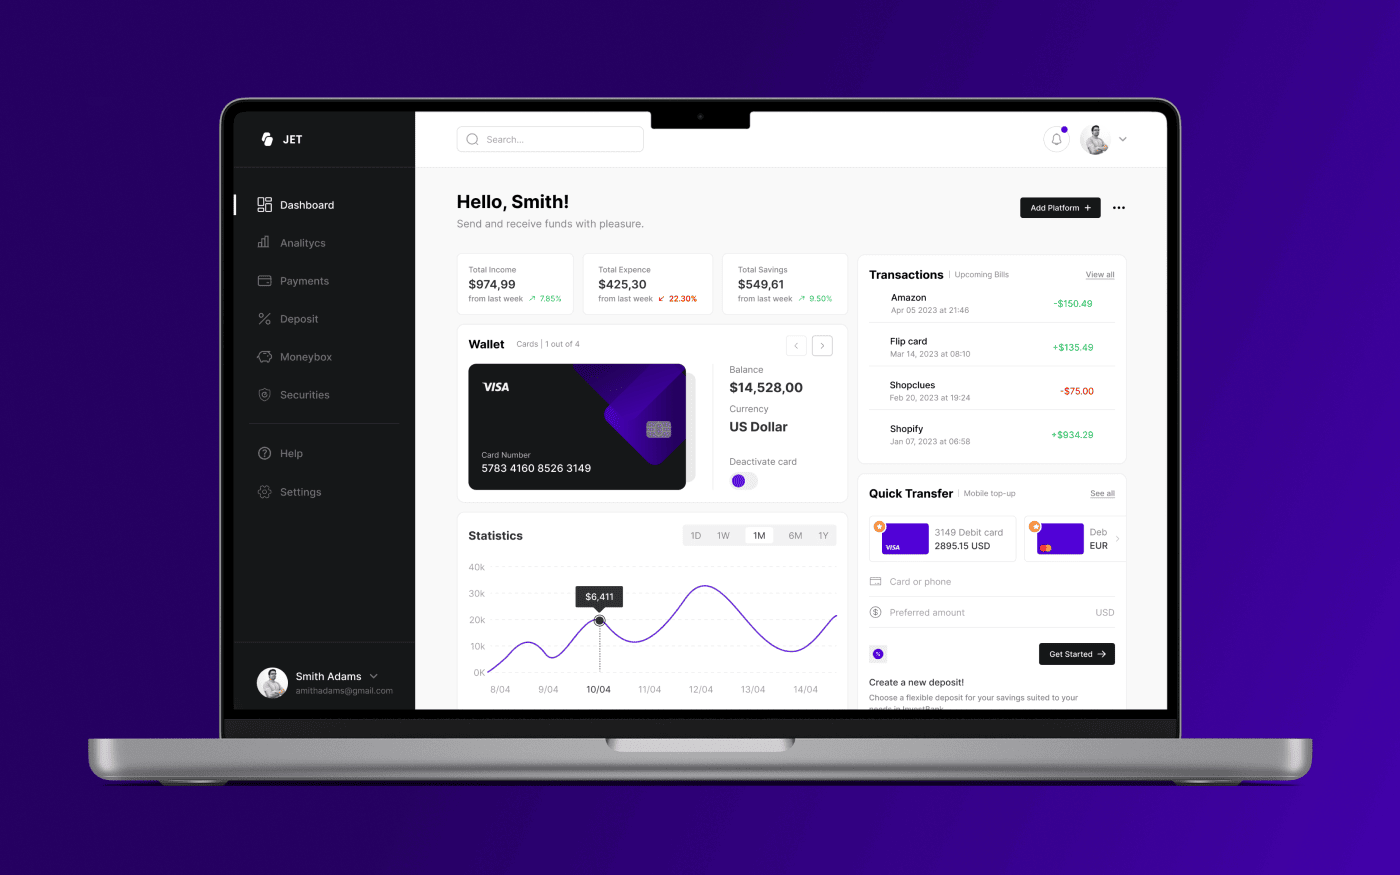 JET
Search...
Dashboard
Analitycs
Payments
Deposit
Moneybox
Securities
Help
Settings
Smith Adams
amithadams@gmail.com
Hello, Smith!
Send and receive funds with pleasure.
Add Platform +
Total Income
$974,99
from last week 7.85%
Total Expence
$425,30
from last week 22.30%
Total Savings
$549,61
from last week 9.50%
Wallet Cards | 1 out of 4
VISA
Card Number
5783 4160 8526 3149
Balance
$14,528,00
Currency
US Dollar
Deactivate card
Statistics
1D 1W 1M 6M 1Y
40k
30k
20k
10k
0K
$6,411
8/04 9/04 10/04 11/04 12/04 13/04 14/04
Transactions | Upcoming Bills View all
Amazon
Apr 05 2023 at 21:46
-$150.49
Flip card
Mar 14, 2023 at 08:10
+$135.49
Shopclues
Feb 20, 2023 at 19:24
-$75.00
Shopify
Jan 07, 2023 at 06:58
+$934.29
Quick Transfer | Mobile top-up See all
VISA
3149 Debit card
2895.15 USD
Deb
EUR
Card or phone
Preferred amount USD
Get Started
Create a new deposit!
Choose a flexible deposit for your savings suited to your
needs in InvestBank